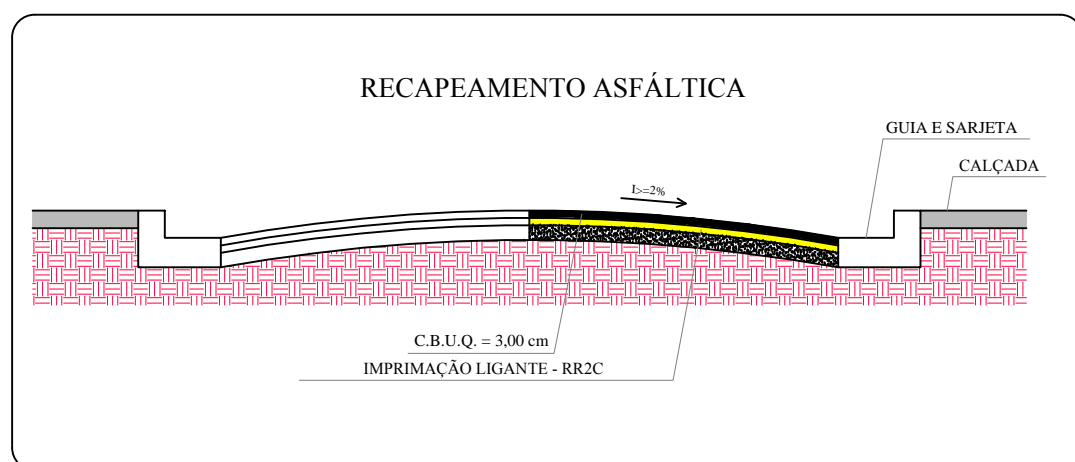 RECAPEAMENTO ASFÁLTICA
GUIA E SARJETA
CALÇADA
I>=2%
C.B.U.Q. = 3,00 cm
IMPRIMAÇÃO LIGANTE - RR2C